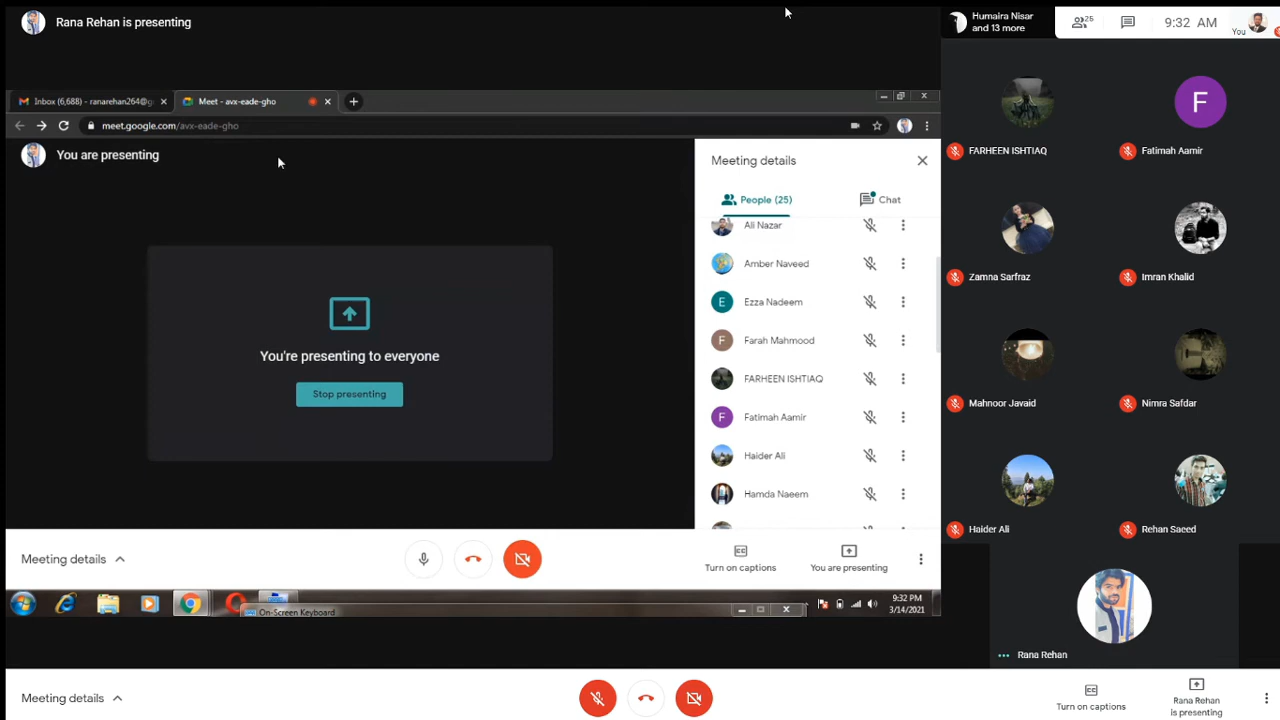 Rana Rehan is presenting
Humaira Nisar
and 13 more
25
9:32 AM
You
Inbox (6,688) - ranarehan264@g
Meet - avx-eade-gho
meet.google.com/avx-eade-gho
You are presenting
Meeting details
People (25)
Chat
Ali Nazar
Amber Naveed
E Ezza Nadeem
F Farah Mahmood
FARHEEN ISHTIAQ
F Fatimah Aamir
Haider Ali
Hamda Naeem
You're presenting to everyone
Stop presenting
Meeting details
CC
Turn on captions
You are presenting
On-Screen Keyboard
9:32 PM
3/14/2021
FARHEEN ISHTIAQ
F
Fatimah Aamir
Zamna Sarfraz
Imran Khalid
Mahnoor Javaid
Nimra Safdar
Haider Ali
Rehan Saeed
Rana Rehan
Meeting details
CC
Turn on captions
Rana Rehan
is presenting